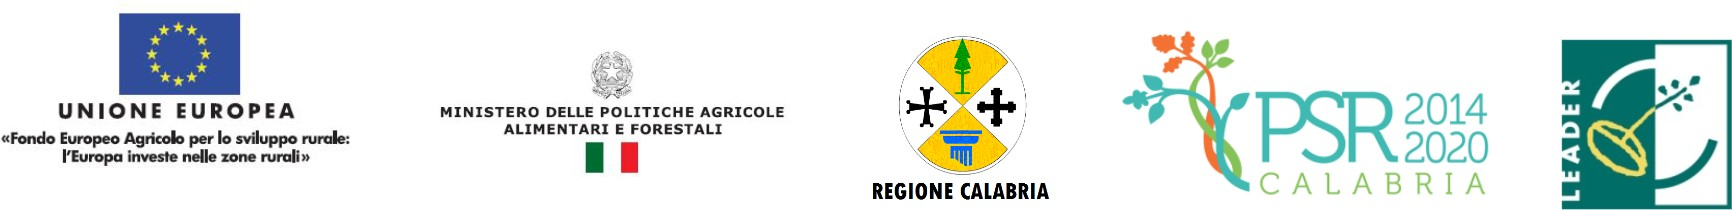 UNIONE EUROPEA
«Fondo Europeo Agricolo per lo sviluppo rurale:
l'Europa investe nelle zone rurali»
MINISTERO DELLE POLITICHE AGRICOLE
ALIMENTARI E FORESTALI
REGIONE CALABRIA
PSR 2014
2020
CALABRIA
LEADER